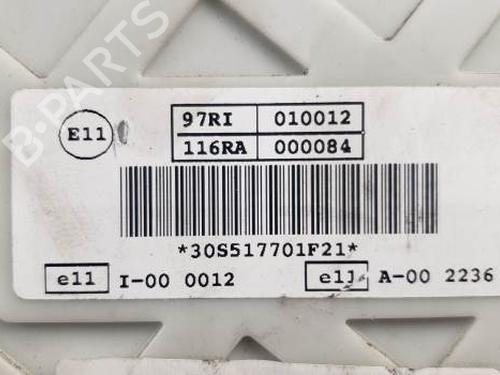 B-PARTS
E11
97RI 010012
116RA 000084
*30S517701F21*
e11 I-00 0012 e11 A-00 2236